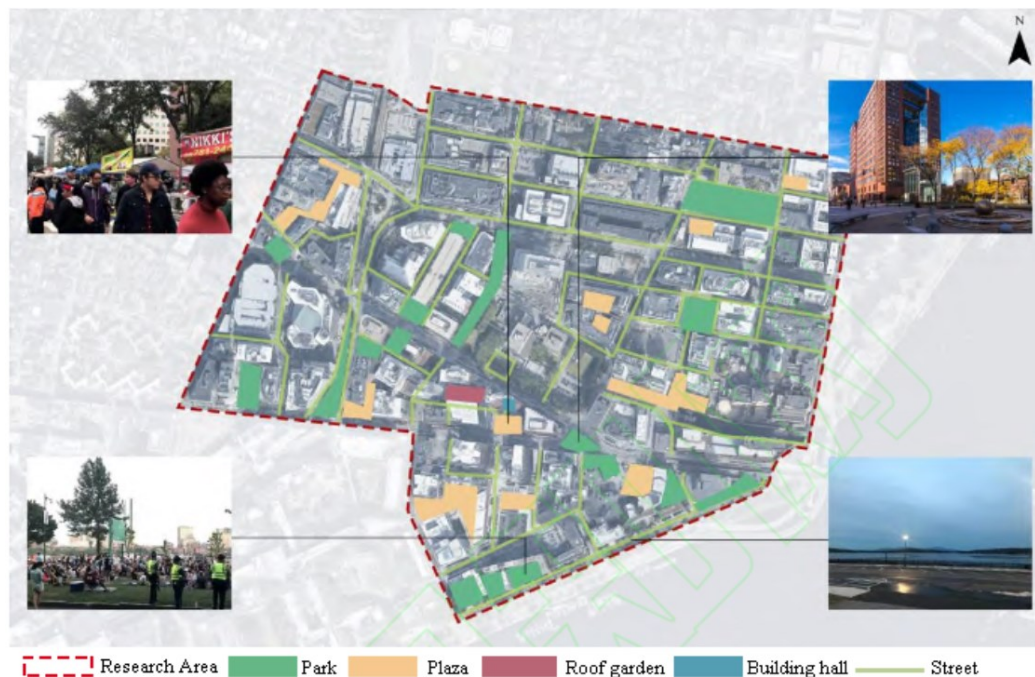 N
NIKKI'S
Research Area
Park
Plaza
Roof garden
Building hall
Street